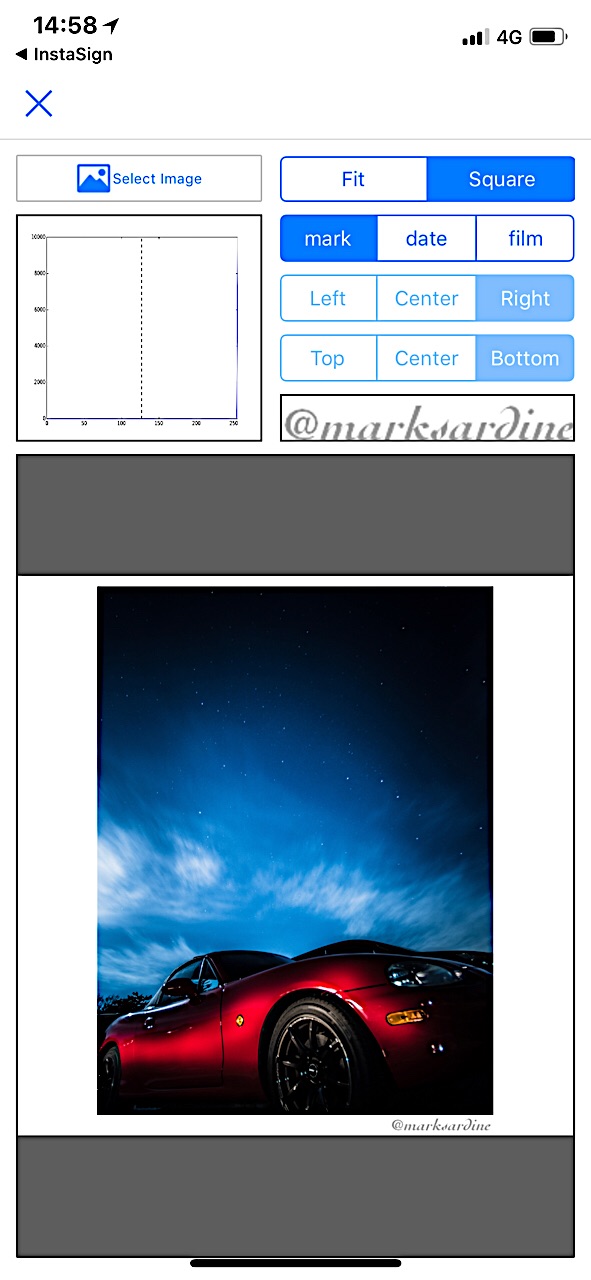 14:58
4G
InstaSign
Select Image
Fit
Square
mark
date
film
Left
Center
Right
Top
Center
Bottom
10000
8000
6000
4000
2000
0
0 50 100 150 200 250
@marksardine
@marksardine